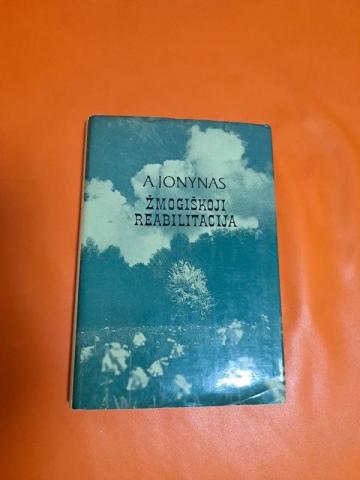 A. JONYNAS
ŽMOGIŠKOJI
REABILITACIJA